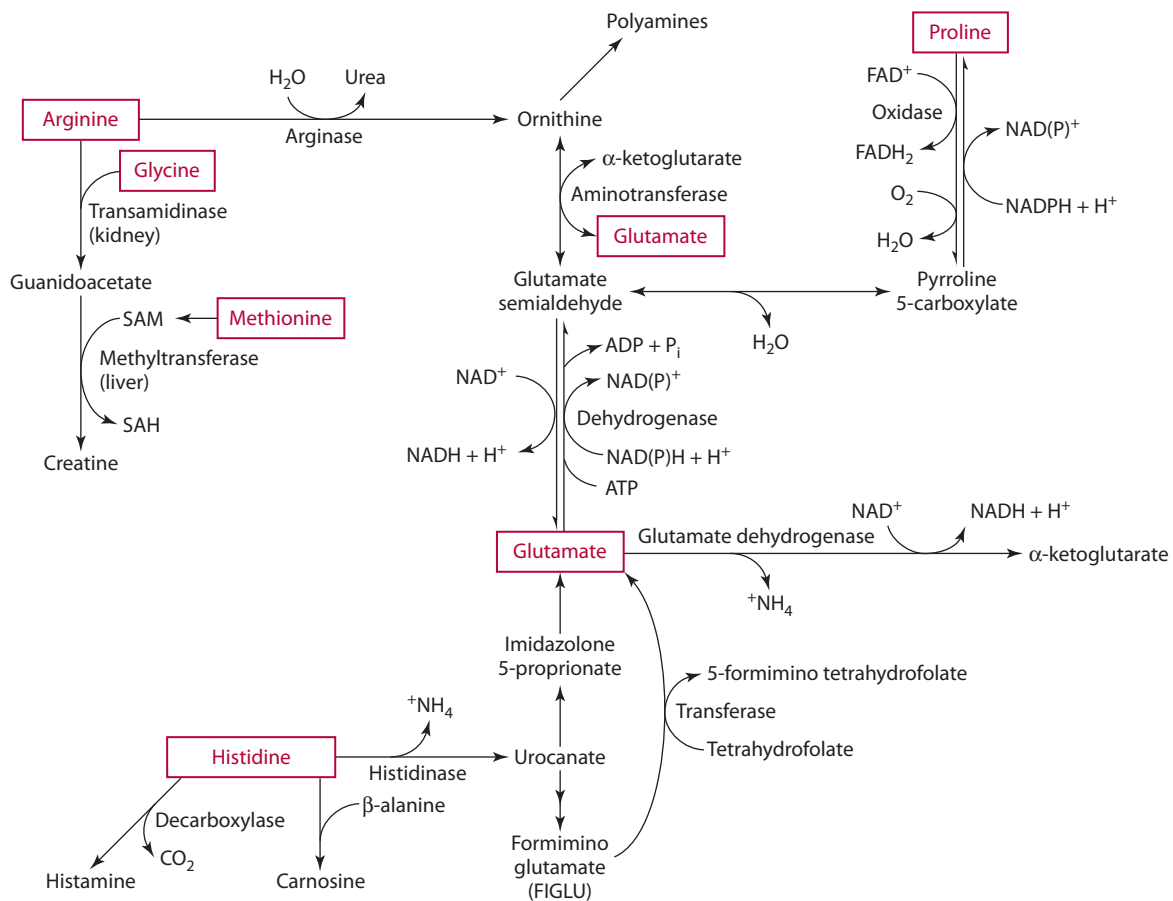 Polyamines
Proline
H₂O
Urea
FAD⁺
Arginine
Arginase
Ornithine
Oxidase
NAD(P)⁺
FADH₂
Glycine
α-ketoglutarate
Aminotransferase
O₂
NADPH + H⁺
Transamidinase
(kidney)
Glutamate
H₂O
Guanidoacetate
Glutamate
semialdehyde
Pyrroline
5-carboxylate
SAM
Methionine
H₂O
ADP + Pᵢ
Methyltransferase
(liver)
NAD⁺
NAD(P)⁺
Dehydrogenase
SAH
NADH + H⁺
NAD(P)H + H⁺
Creatine
ATP
NAD⁺
NADH + H⁺
Glutamate
Glutamate dehydrogenase
α-ketoglutarate
⁺NH₄
Imidazolone
5-proprionate
5-formimino tetrahydrofolate
⁺NH₄
Transferase
Tetrahydrofolate
Histidine
Histidinase
Urocanate
β-alanine
Decarboxylase
CO₂
Formimino
glutamate
(FIGLU)
Histamine
Carnosine